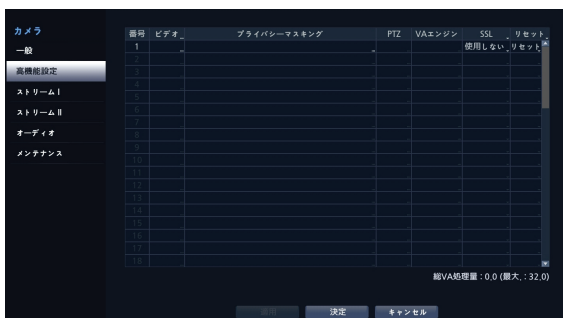 カメラ
一般
高機能設定
ストリームⅠ
ストリームⅡ
オーディオ
メンテナンス
番号 ビデオ プライバシーマスキング PTZ VAエンジン SSL リセット
1 使用しない リセット
2
3
4
5
6
7
8
9
10
11
12
13
14
15
16
17
18
総VA処理量:0.0 (最大.:32.0)
適用 決定 キャンセル